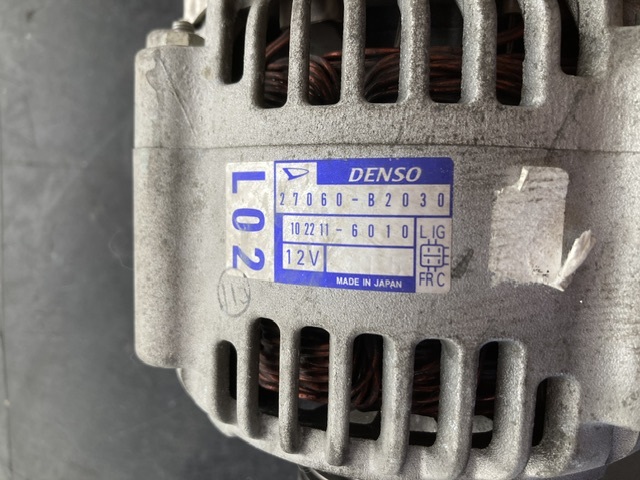 DENSO
27060-B2030
102211-6010
12V
L IG
E
FR C
MADE IN JAPAN
L02